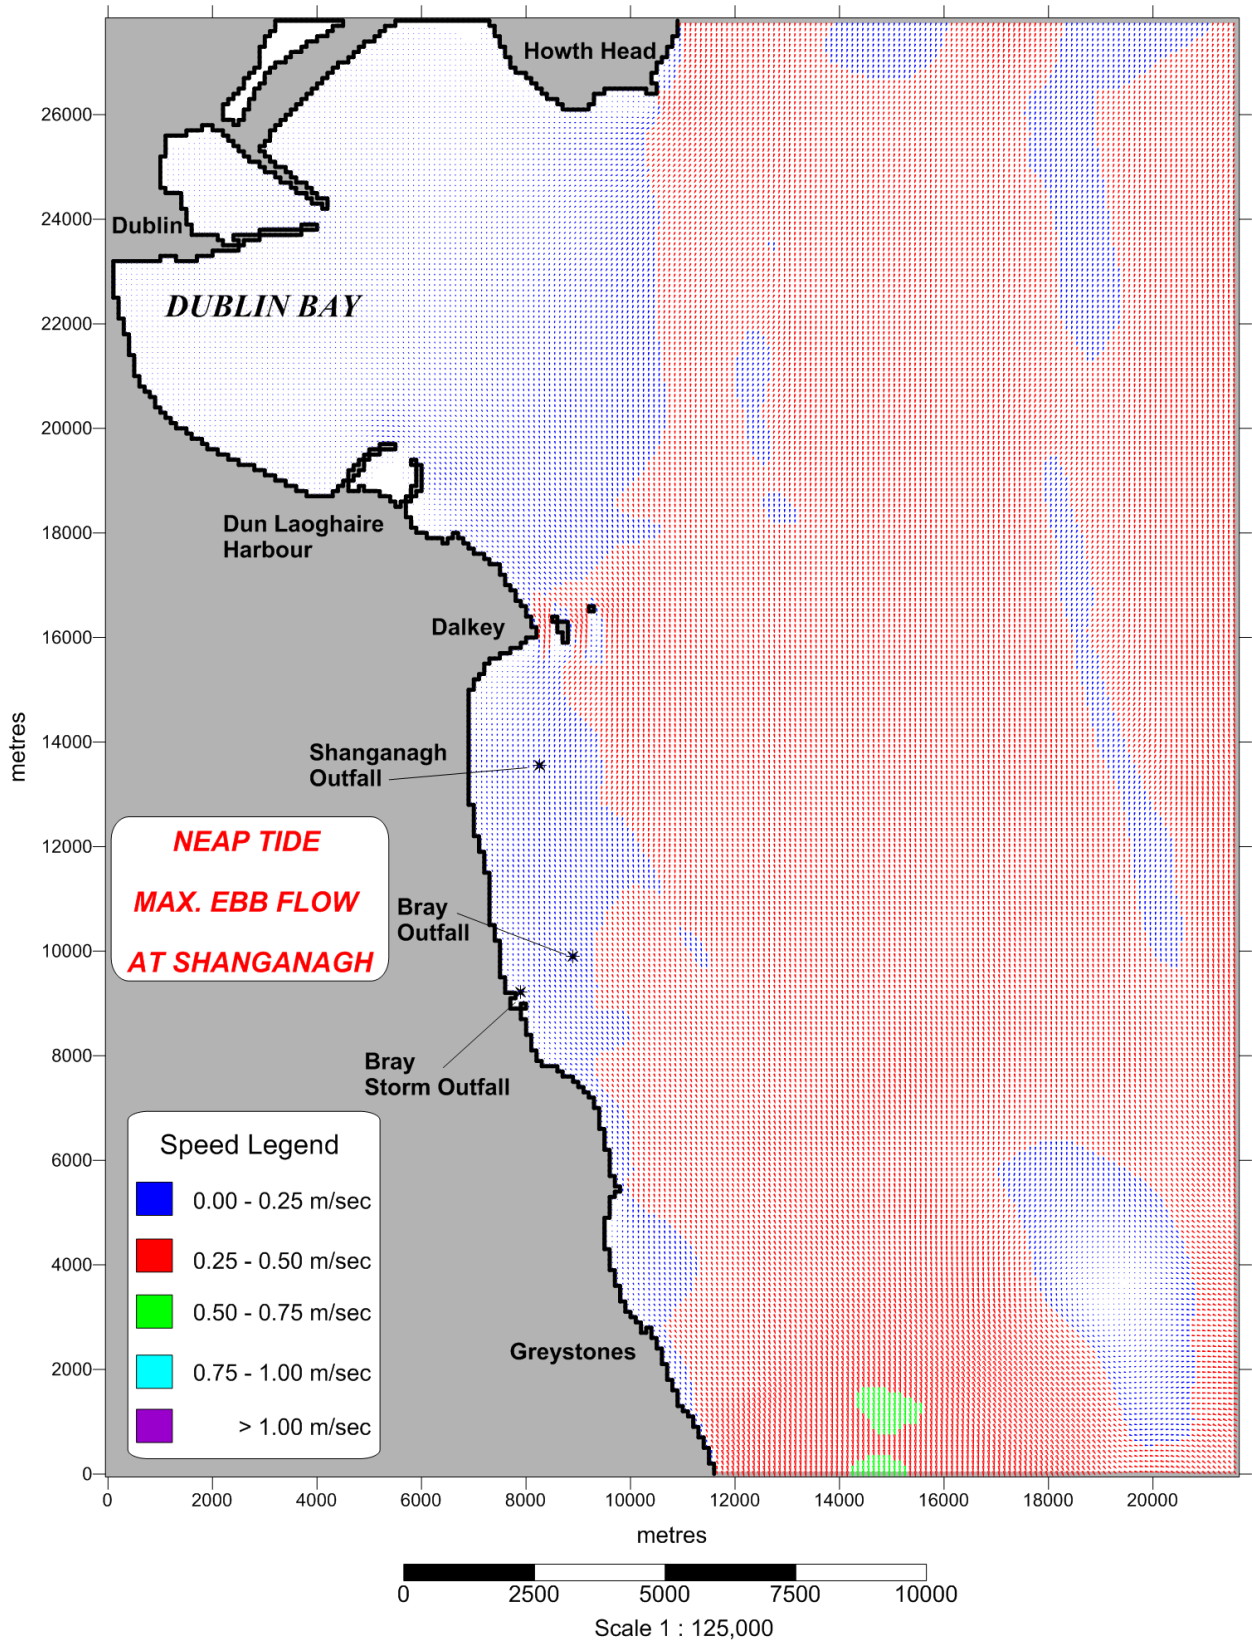 Howth Head
26000
24000
Dublin
DUBLIN BAY
22000
20000
Dun Laoghaire
Harbour
18000
Dalkey
16000
metres
14000
Shanganagh
Outfall
NEAP TIDE
MAX. EBB FLOW
AT SHANGANAGH
12000
Bray
Outfall
10000
8000
Bray
Storm Outfall
6000
Speed Legend
0.00 - 0.25 m/sec
0.25 - 0.50 m/sec
0.50 - 0.75 m/sec
0.75 - 1.00 m/sec
> 1.00 m/sec
4000
Greystones
2000
0
0 2000 4000 6000 8000 10000 12000 14000 16000 18000 20000
metres
0 2500 5000 7500 10000
Scale 1 : 125,000